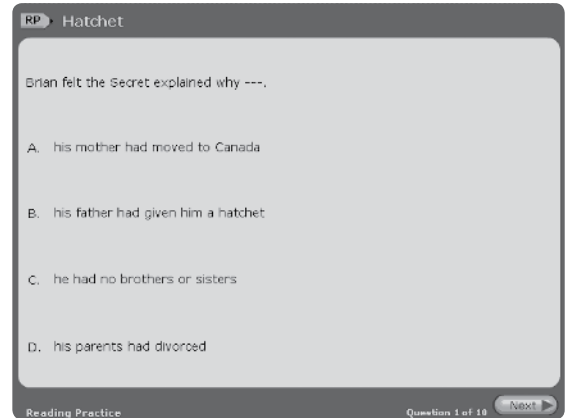 RP Hatchet
Brian felt the Secret explained why ---.
A. his mother had moved to Canada
B. his father had given him a hatchet
C. he had no brothers or sisters
D. his parents had divorced
Reading Practice Question 1 of 10 Next